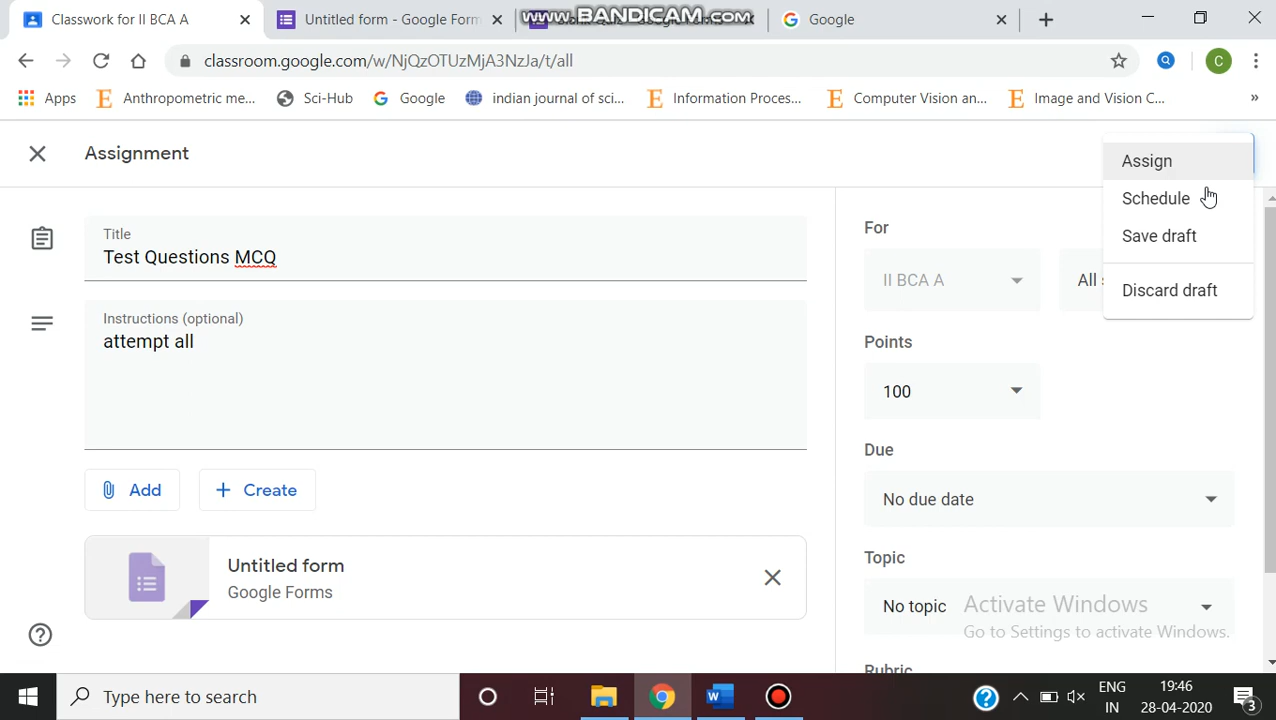 Classwork for II BCA A
Untitled form - Google Form
www.BANDICAM.com
Google
classroom.google.com/w/NjQzOTUzMjA3NzJa/t/all
C
Apps
Anthropometric me...
Sci-Hub
Google
indian journal of sci...
Information Proces...
Computer Vision an...
Image and Vision C...
»
Assignment
Assign
Schedule
Save draft
Discard draft
Title
Test Questions MCQ
Instructions (optional)
attempt all
Add
Create
Untitled form
Google Forms
For
II BCA A
All
Points
100
Due
No due date
Topic
No topic
Activate Windows
Go to Settings to activate Windows.
Rubric
Type here to search
ENG
IN
19:46
28-04-2020
3